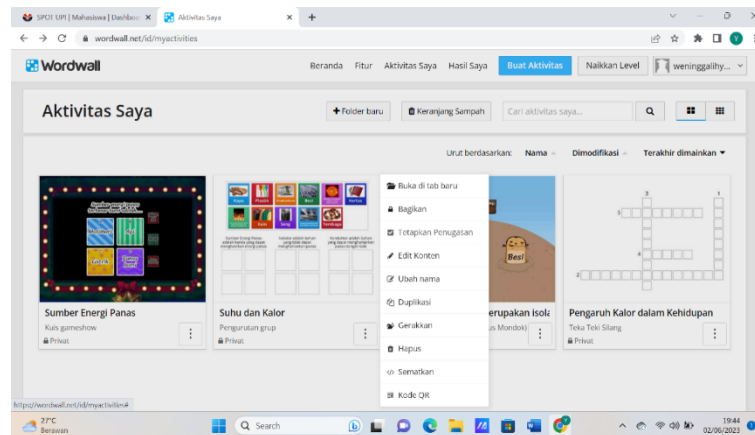 SPOT UPI | Mahasiswa | Dashboa
Aktivitas Saya
wordwall.net/id/myactivities
Wordwall
Beranda Fitur Aktivitas Saya Hasil Saya Buat Aktivitas Naikkan Level weninggalihy...
Aktivitas Saya
+ Folder baru Keranjang Sampah Cari aktivitas saya...
Urut berdasarkan: Nama Dimodifikasi Terakhir dimainkan
Buka di tab baru
Bagikan
Tetapkan Penugasan
Edit Konten
Ubah nama
Duplikasi
Gerakkan
Hapus
Sematkan
Kode QR
Besi
Sumber Energi Panas
Kuis gameshow
Privat
Suhu dan Kalor
Pengurutan grup
Privat
erupakan isola
us Mondok)
Pengaruh Kalor dalam Kehidupan
Teka Teki Silang
Privat
https://wordwall.net/id/myactivities#
27°C
Berawan
Search
19:44
02/06/2023